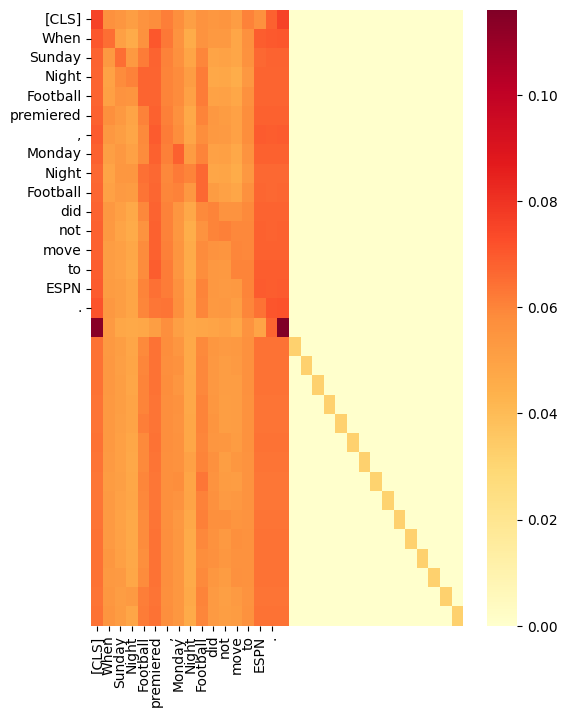 [CLS]
When
Sunday
Night
Football
premiered
,
Monday
Night
Football
did
not
move
to
ESPN
.
0.10
0.08
0.06
0.04
0.02
0.00
[CLS]
When
Sunday
Night
Football
premiered
,
Monday
Night
Football
did
not
move
to
ESPN
.